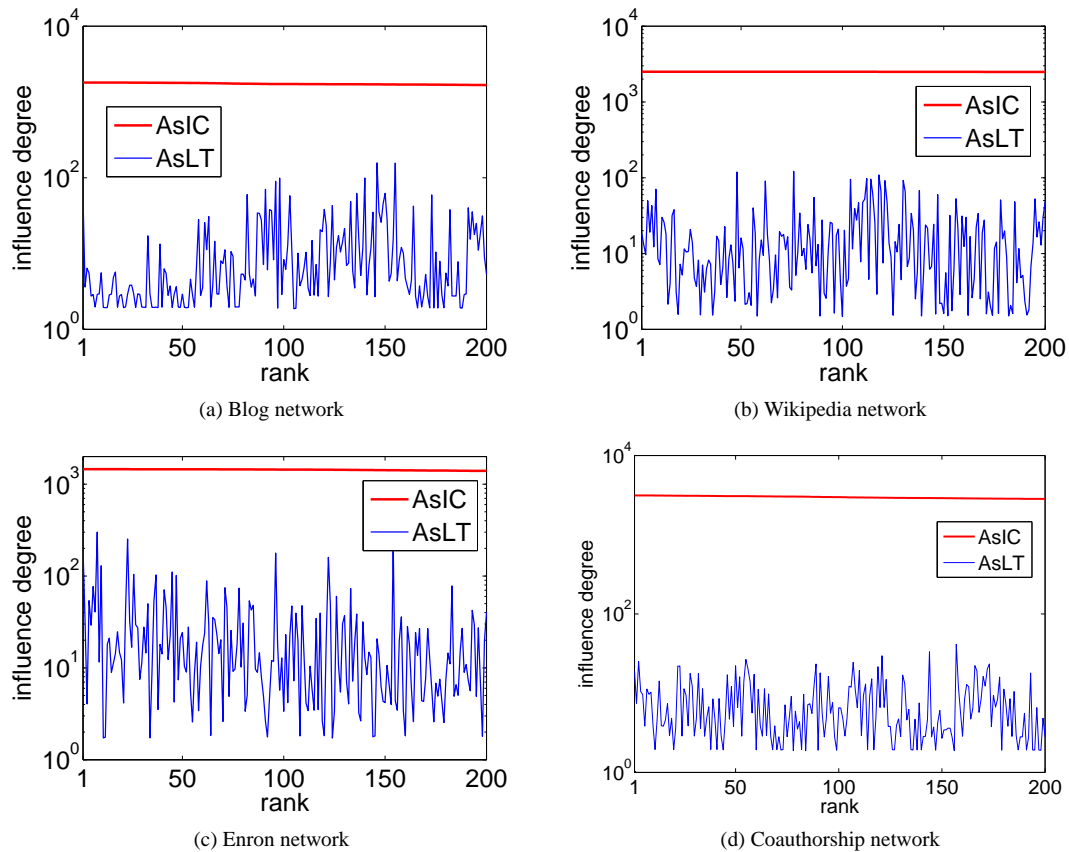 10^4
10^3
10^2
10^0
influence degree
AsIC
AsLT
1 50 100 150 200
rank
(a) Blog network
10^4
10^3
10^2
10^1
10^0
influence degree
AsIC
AsLT
1 50 100 150 200
rank
(b) Wikipedia network
10^3
10^2
10^1
10^0
influence degree
AsIC
AsLT
1 50 100 150 200
rank
(c) Enron network
10^4
10^2
10^0
influence degree
AsIC
AsLT
1 50 100 150 200
rank
(d) Coauthorship network